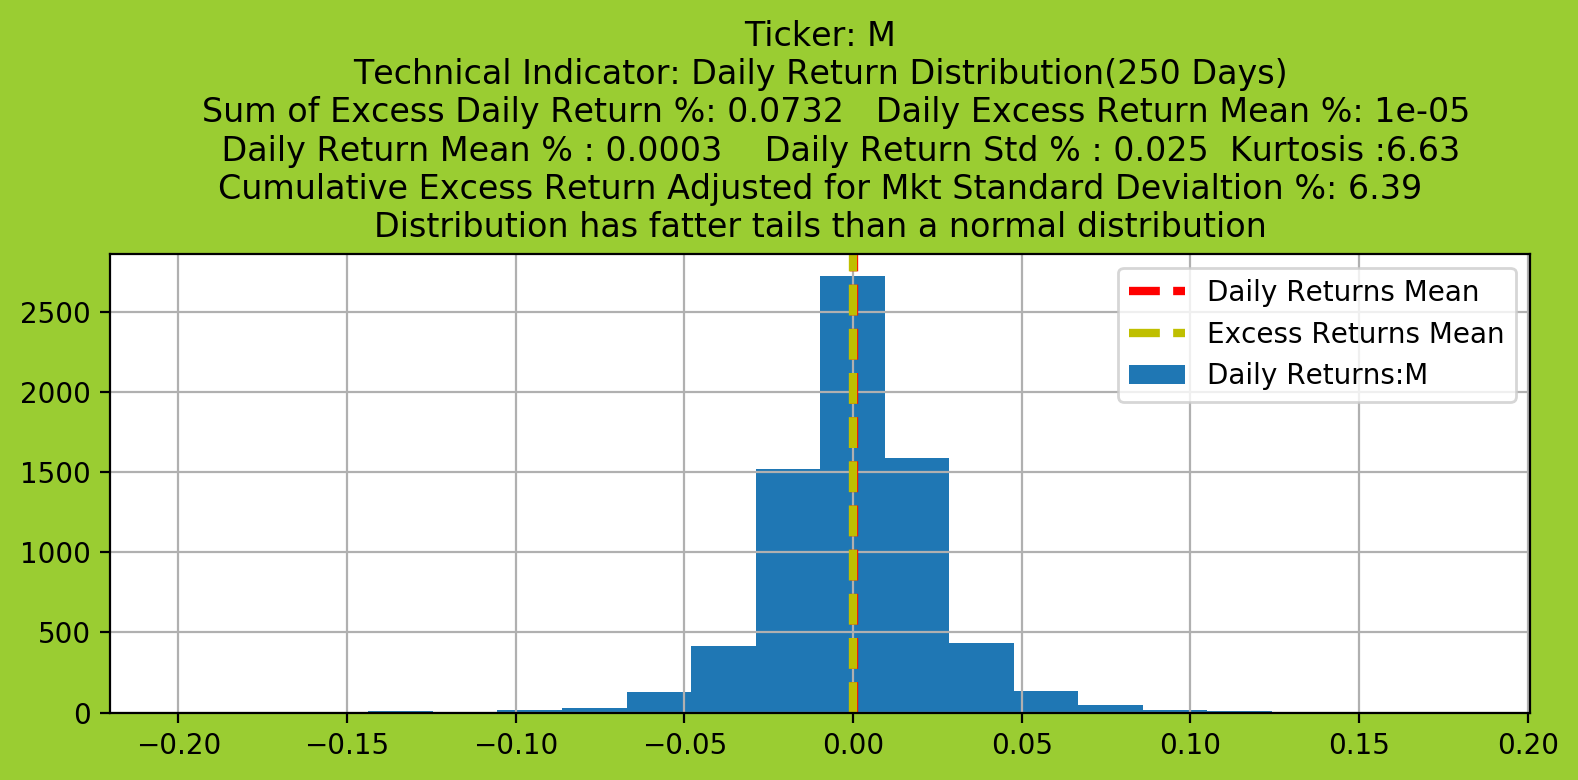 Ticker: M
Technical Indicator: Daily Return Distribution(250 Days)
Sum of Excess Daily Return %: 0.0732   Daily Excess Return Mean %: 1e-05
Daily Return Mean % : 0.0003    Daily Return Std % : 0.025  Kurtosis :6.63
Cumulative Excess Return Adjusted for Mkt Standard Devialtion %: 6.39
Distribution has fatter tails than a normal distribution
Daily Returns Mean
Excess Returns Mean
Daily Returns:M
2500
2000
1500
1000
500
0
−0.20 −0.15 −0.10 −0.05 0.00 0.05 0.10 0.15 0.20